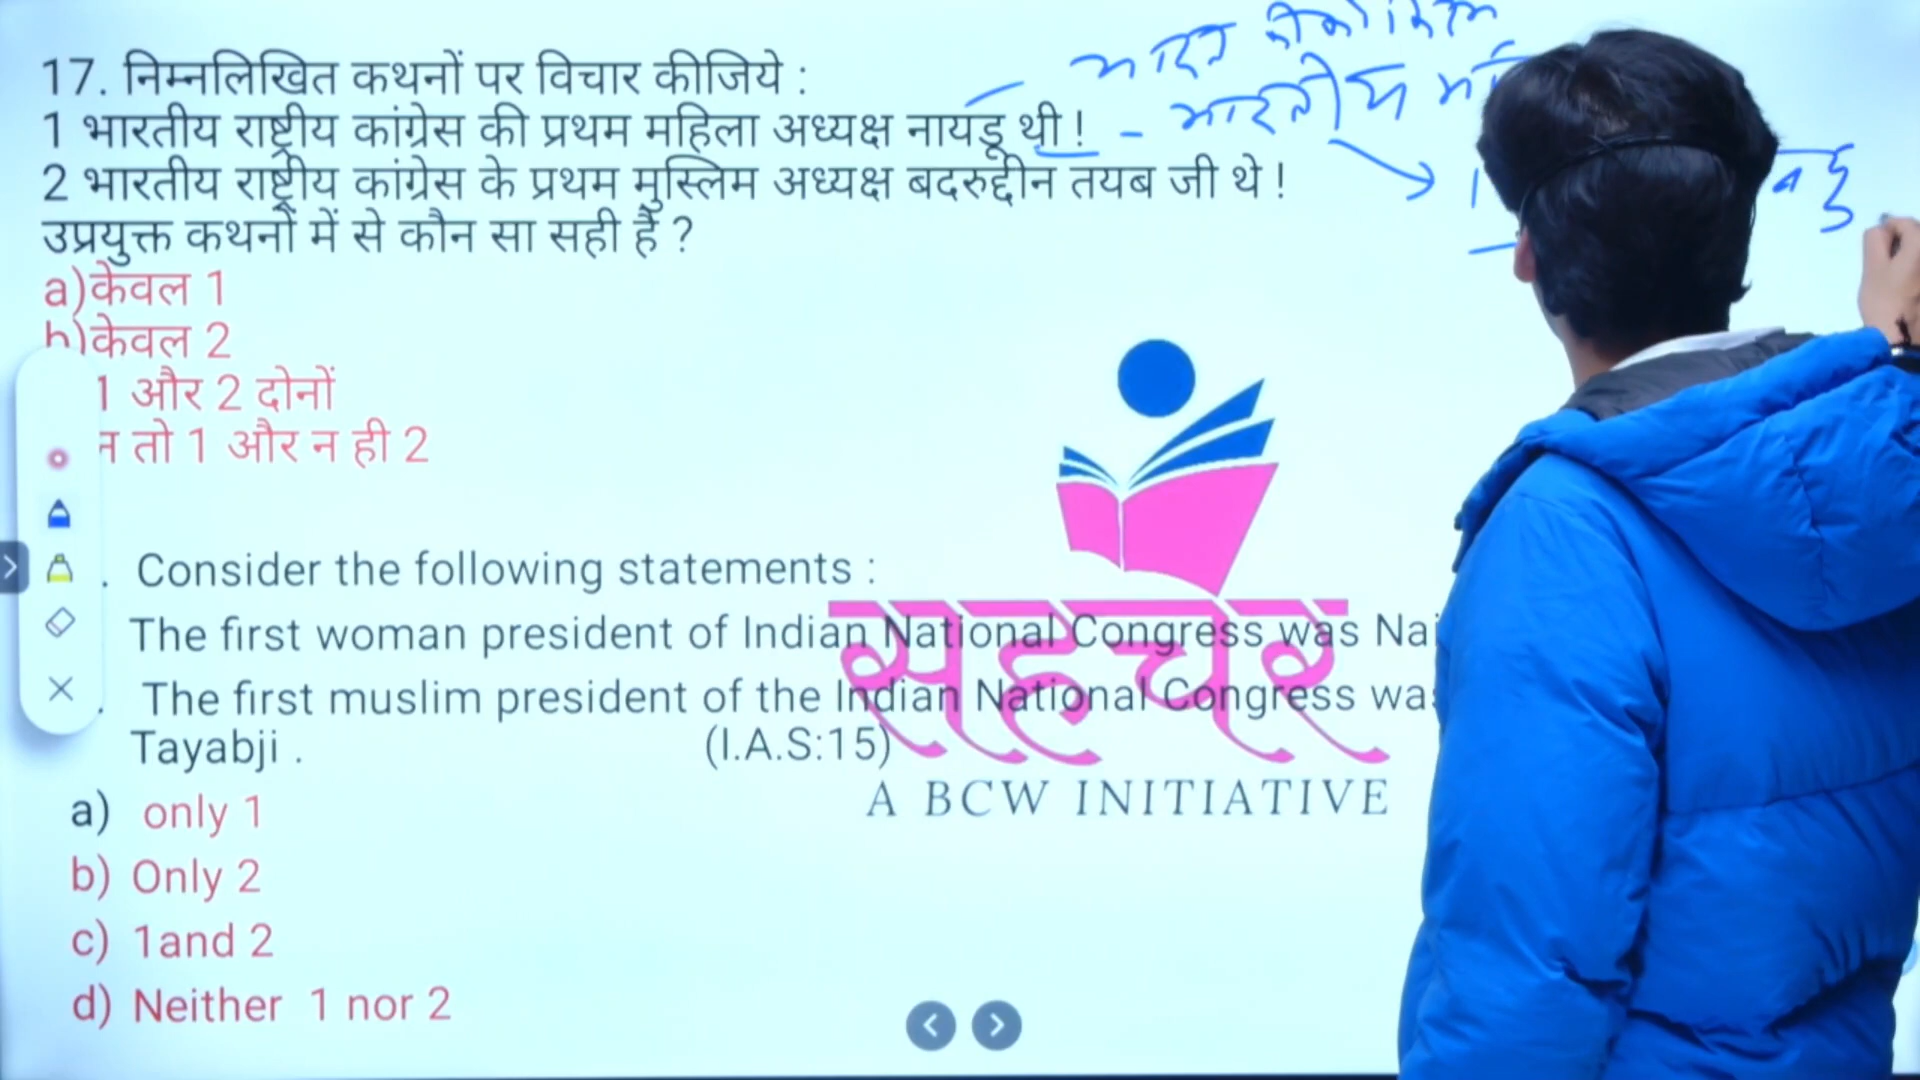 17. निम्नलिखित कथनों पर विचार कीजिये :
1 भारतीय राष्ट्रीय कांग्रेस की प्रथम महिला अध्यक्ष नायडू थी !
2 भारतीय राष्ट्रीय कांग्रेस के प्रथम मुस्लिम अध्यक्ष बदरुद्दीन तयब जी थे !
उप्रयुक्त कथनों में से कौन सा सही है ?
a)केवल 1
b)केवल 2
1 और 2 दोनों
न तो 1 और न ही 2
भारत कोकिला
भारतीय
. Consider the following statements :
The first woman president of Indian National Congress was Nai
. The first muslim president of the Indian National Congress was
Tayabji . (I.A.S:15)
सहचर
A BCW INITIATIVE
a) only 1
b) Only 2
c) 1and 2
d) Neither 1 nor 2